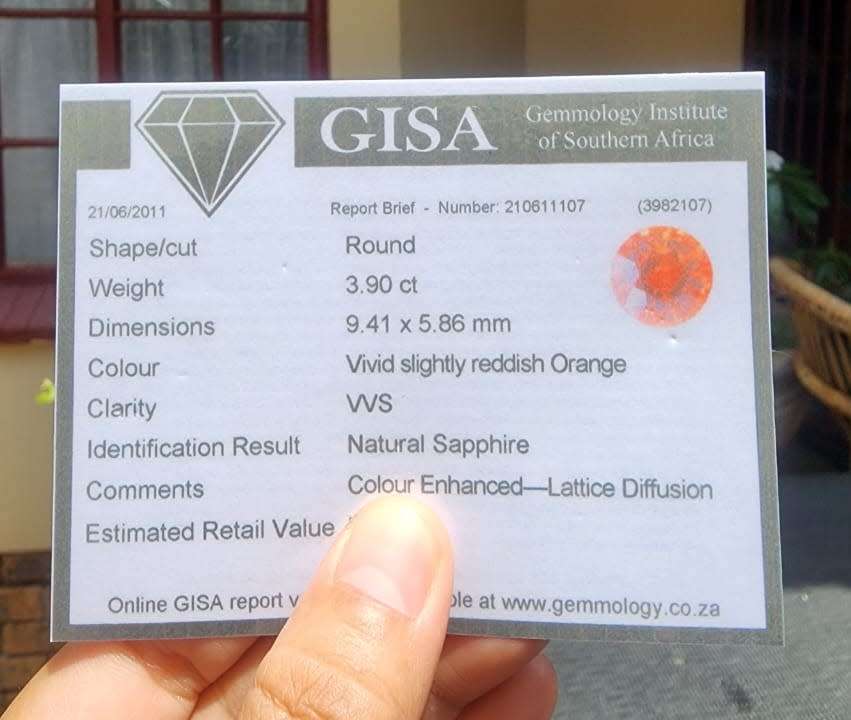 GISA
Gemmology Institute
of Southern Africa
21/06/2011 Report Brief - Number: 210611107 (3982107)
Shape/cut Round
Weight 3.90 ct
Dimensions 9.41 x 5.86 mm
Colour Vivid slightly reddish Orange
Clarity VVS
Identification Result Natural Sapphire
Comments Colour Enhanced—Lattice Diffusion
Estimated Retail Value
Online GISA report at www.gemmology.co.za